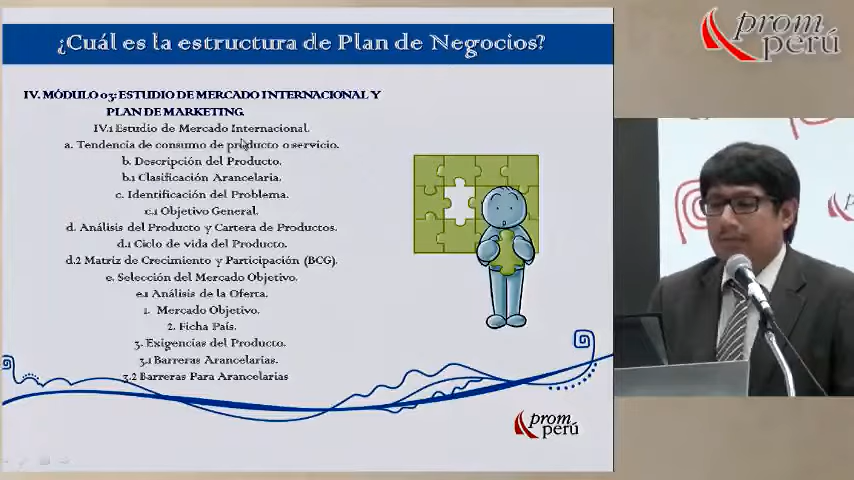 ¿Cuál es la estructura de Plan de Negocios?
IV. MÓDULO 03: ESTUDIO DE MERCADO INTERNACIONAL Y
PLAN DE MARKETING.
IV.1 Estudio de Mercado Internacional.
a. Tendencia de consumo de producto o servicio.
b. Descripción del Producto.
b.1 Clasificación Arancelaria.
c. Identificación del Problema.
c.1 Objetivo General.
d. Análisis del Producto y Cartera de Productos.
d.1 Ciclo de vida del Producto.
d.2 Matriz de Crecimiento y Participación (BCG).
e. Selección del Mercado Objetivo.
e.1 Análisis de la Oferta.
1. Mercado Objetivo.
2. Ficha País.
3. Exigencias del Producto.
3.1 Barreras Arancelarias.
3.2 Barreras Para Arancelarias
prom
perú
prom
perú